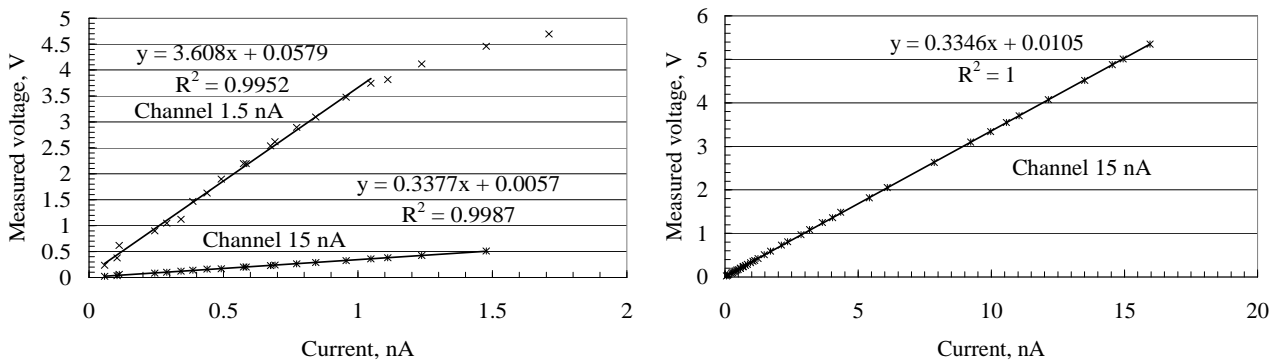 Measured voltage, V
5
4.5
4
3.5
3
2.5
2
1.5
1
0.5
0
y = 3.608x + 0.0579
R² = 0.9952
Channel 1.5 nA
y = 0.3377x + 0.0057
R² = 0.9987
Channel 15 nA
0 0.5 1 1.5 2
Current, nA
Measured voltage, V
6
5
4
3
2
1
0
y = 0.3346x + 0.0105
R² = 1
Channel 15 nA
0 5 10 15 20
Current, nA